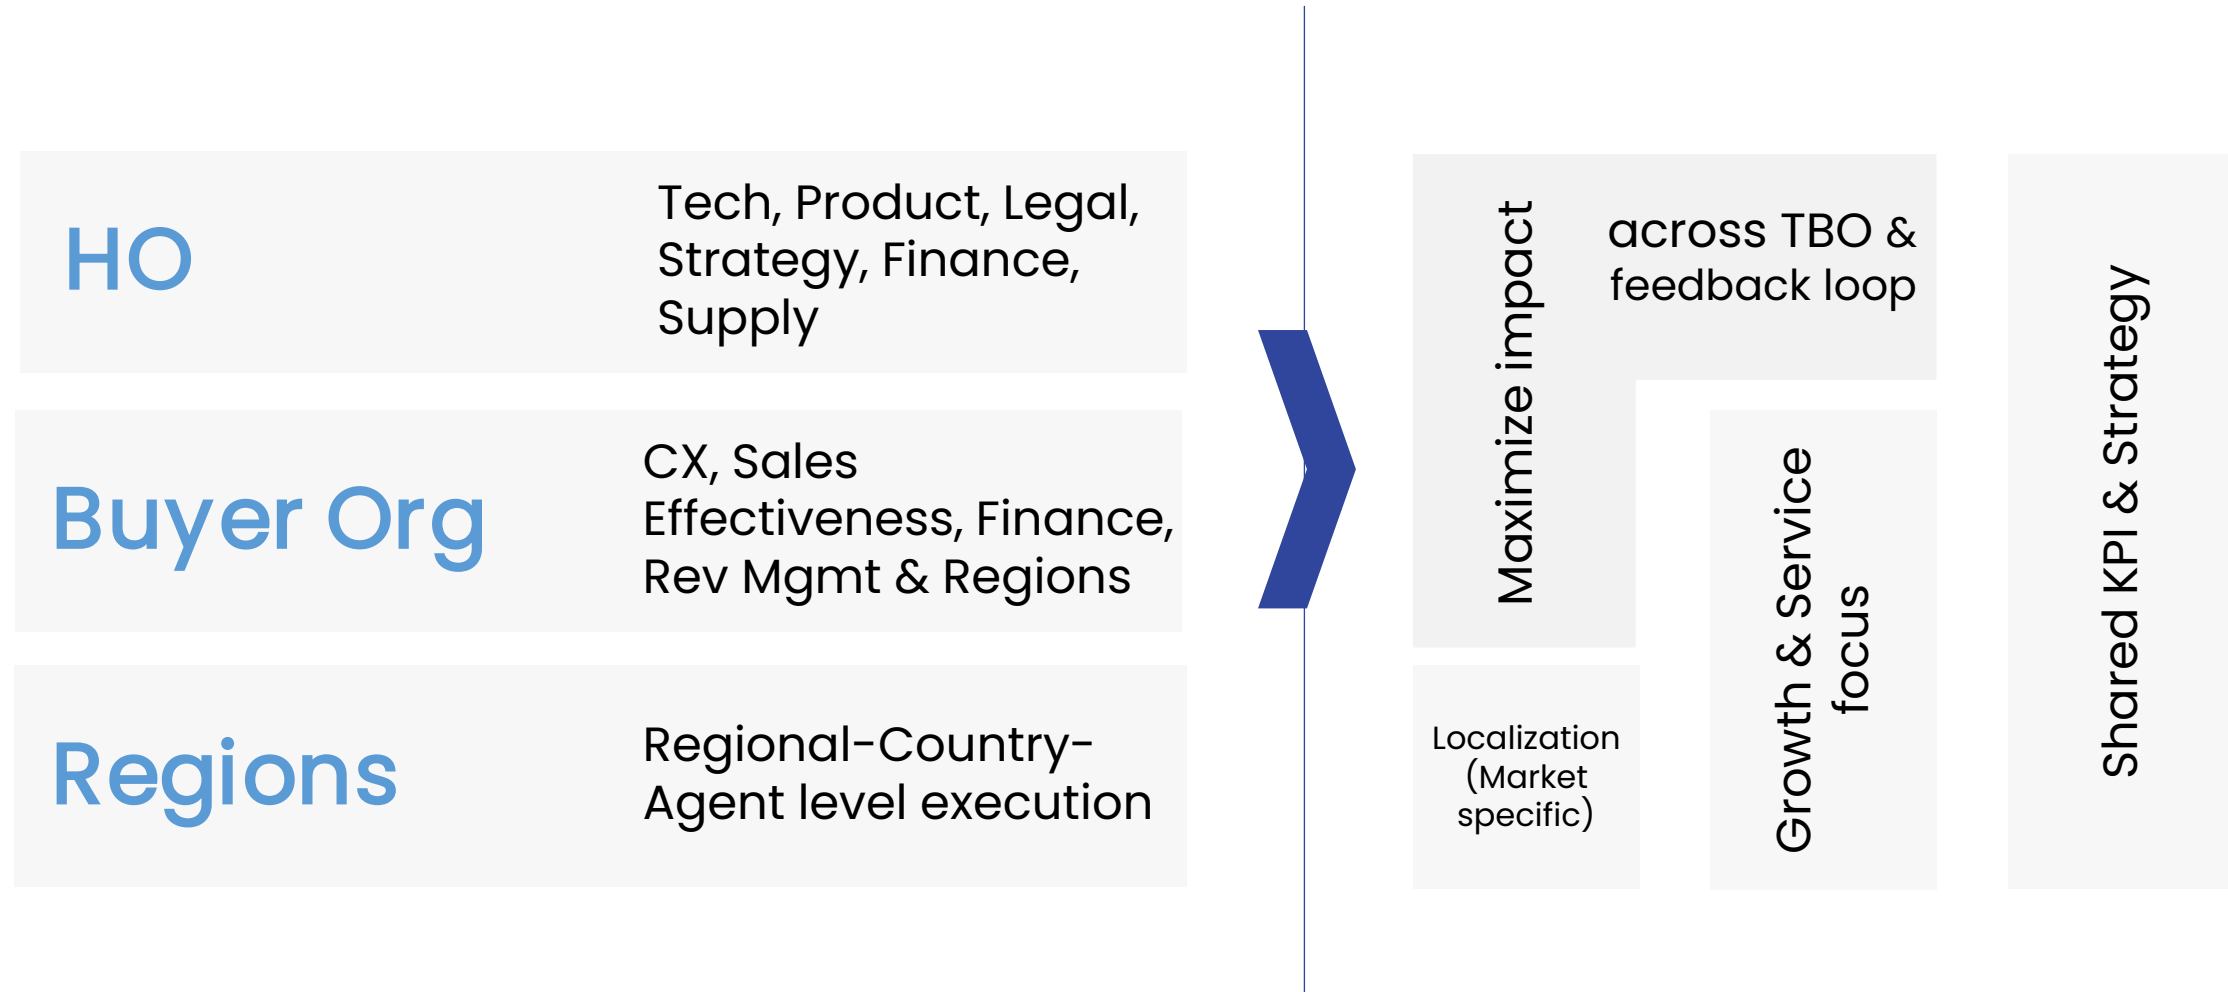 HO
Tech, Product, Legal,
Strategy, Finance,
Supply
Buyer Org
CX, Sales
Effectiveness, Finance,
Rev Mgmt & Regions
Regions
Regional-Country-
Agent level execution
Maximize impact
across TBO &
feedback loop
Localization
(Market
specific)
Growth & Service
focus
Shared KPI & Strategy